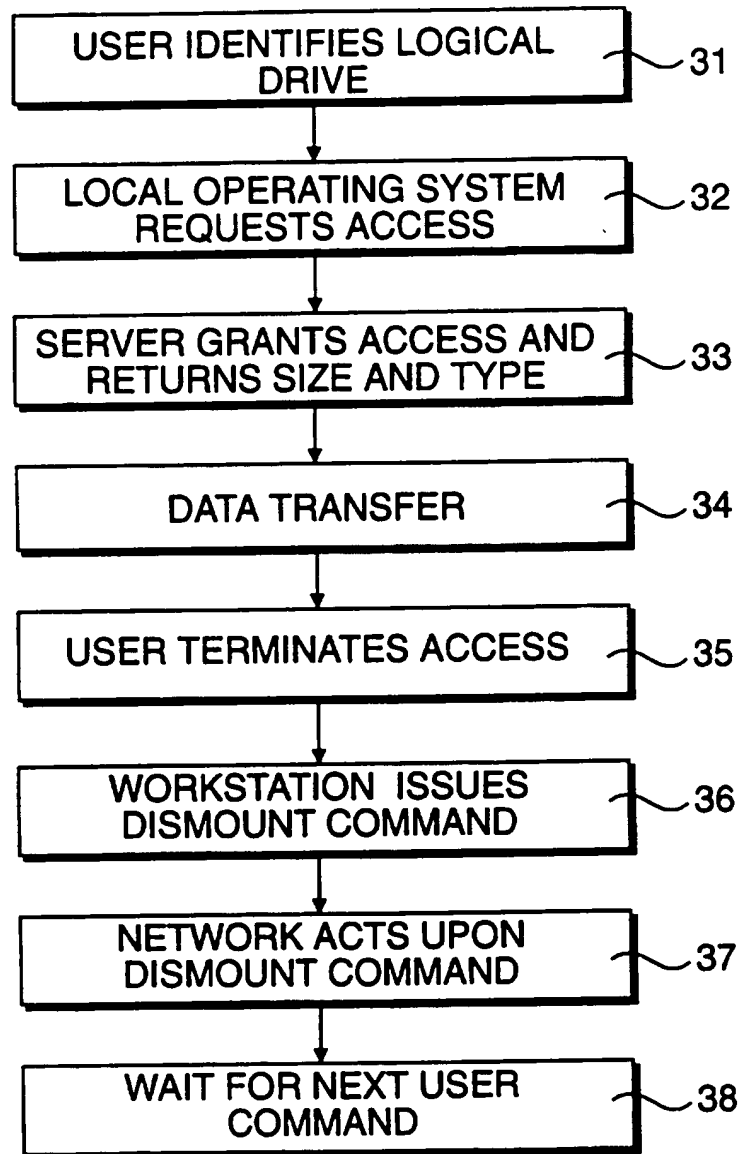 USER IDENTIFIES LOGICAL
DRIVE
31
LOCAL OPERATING SYSTEM
REQUESTS ACCESS
32
SERVER GRANTS ACCESS AND
RETURNS SIZE AND TYPE
33
DATA TRANSFER
34
USER TERMINATES ACCESS
35
WORKSTATION ISSUES
DISMOUNT COMMAND
36
NETWORK ACTS UPON
DISMOUNT COMMAND
37
WAIT FOR NEXT USER
COMMAND
38